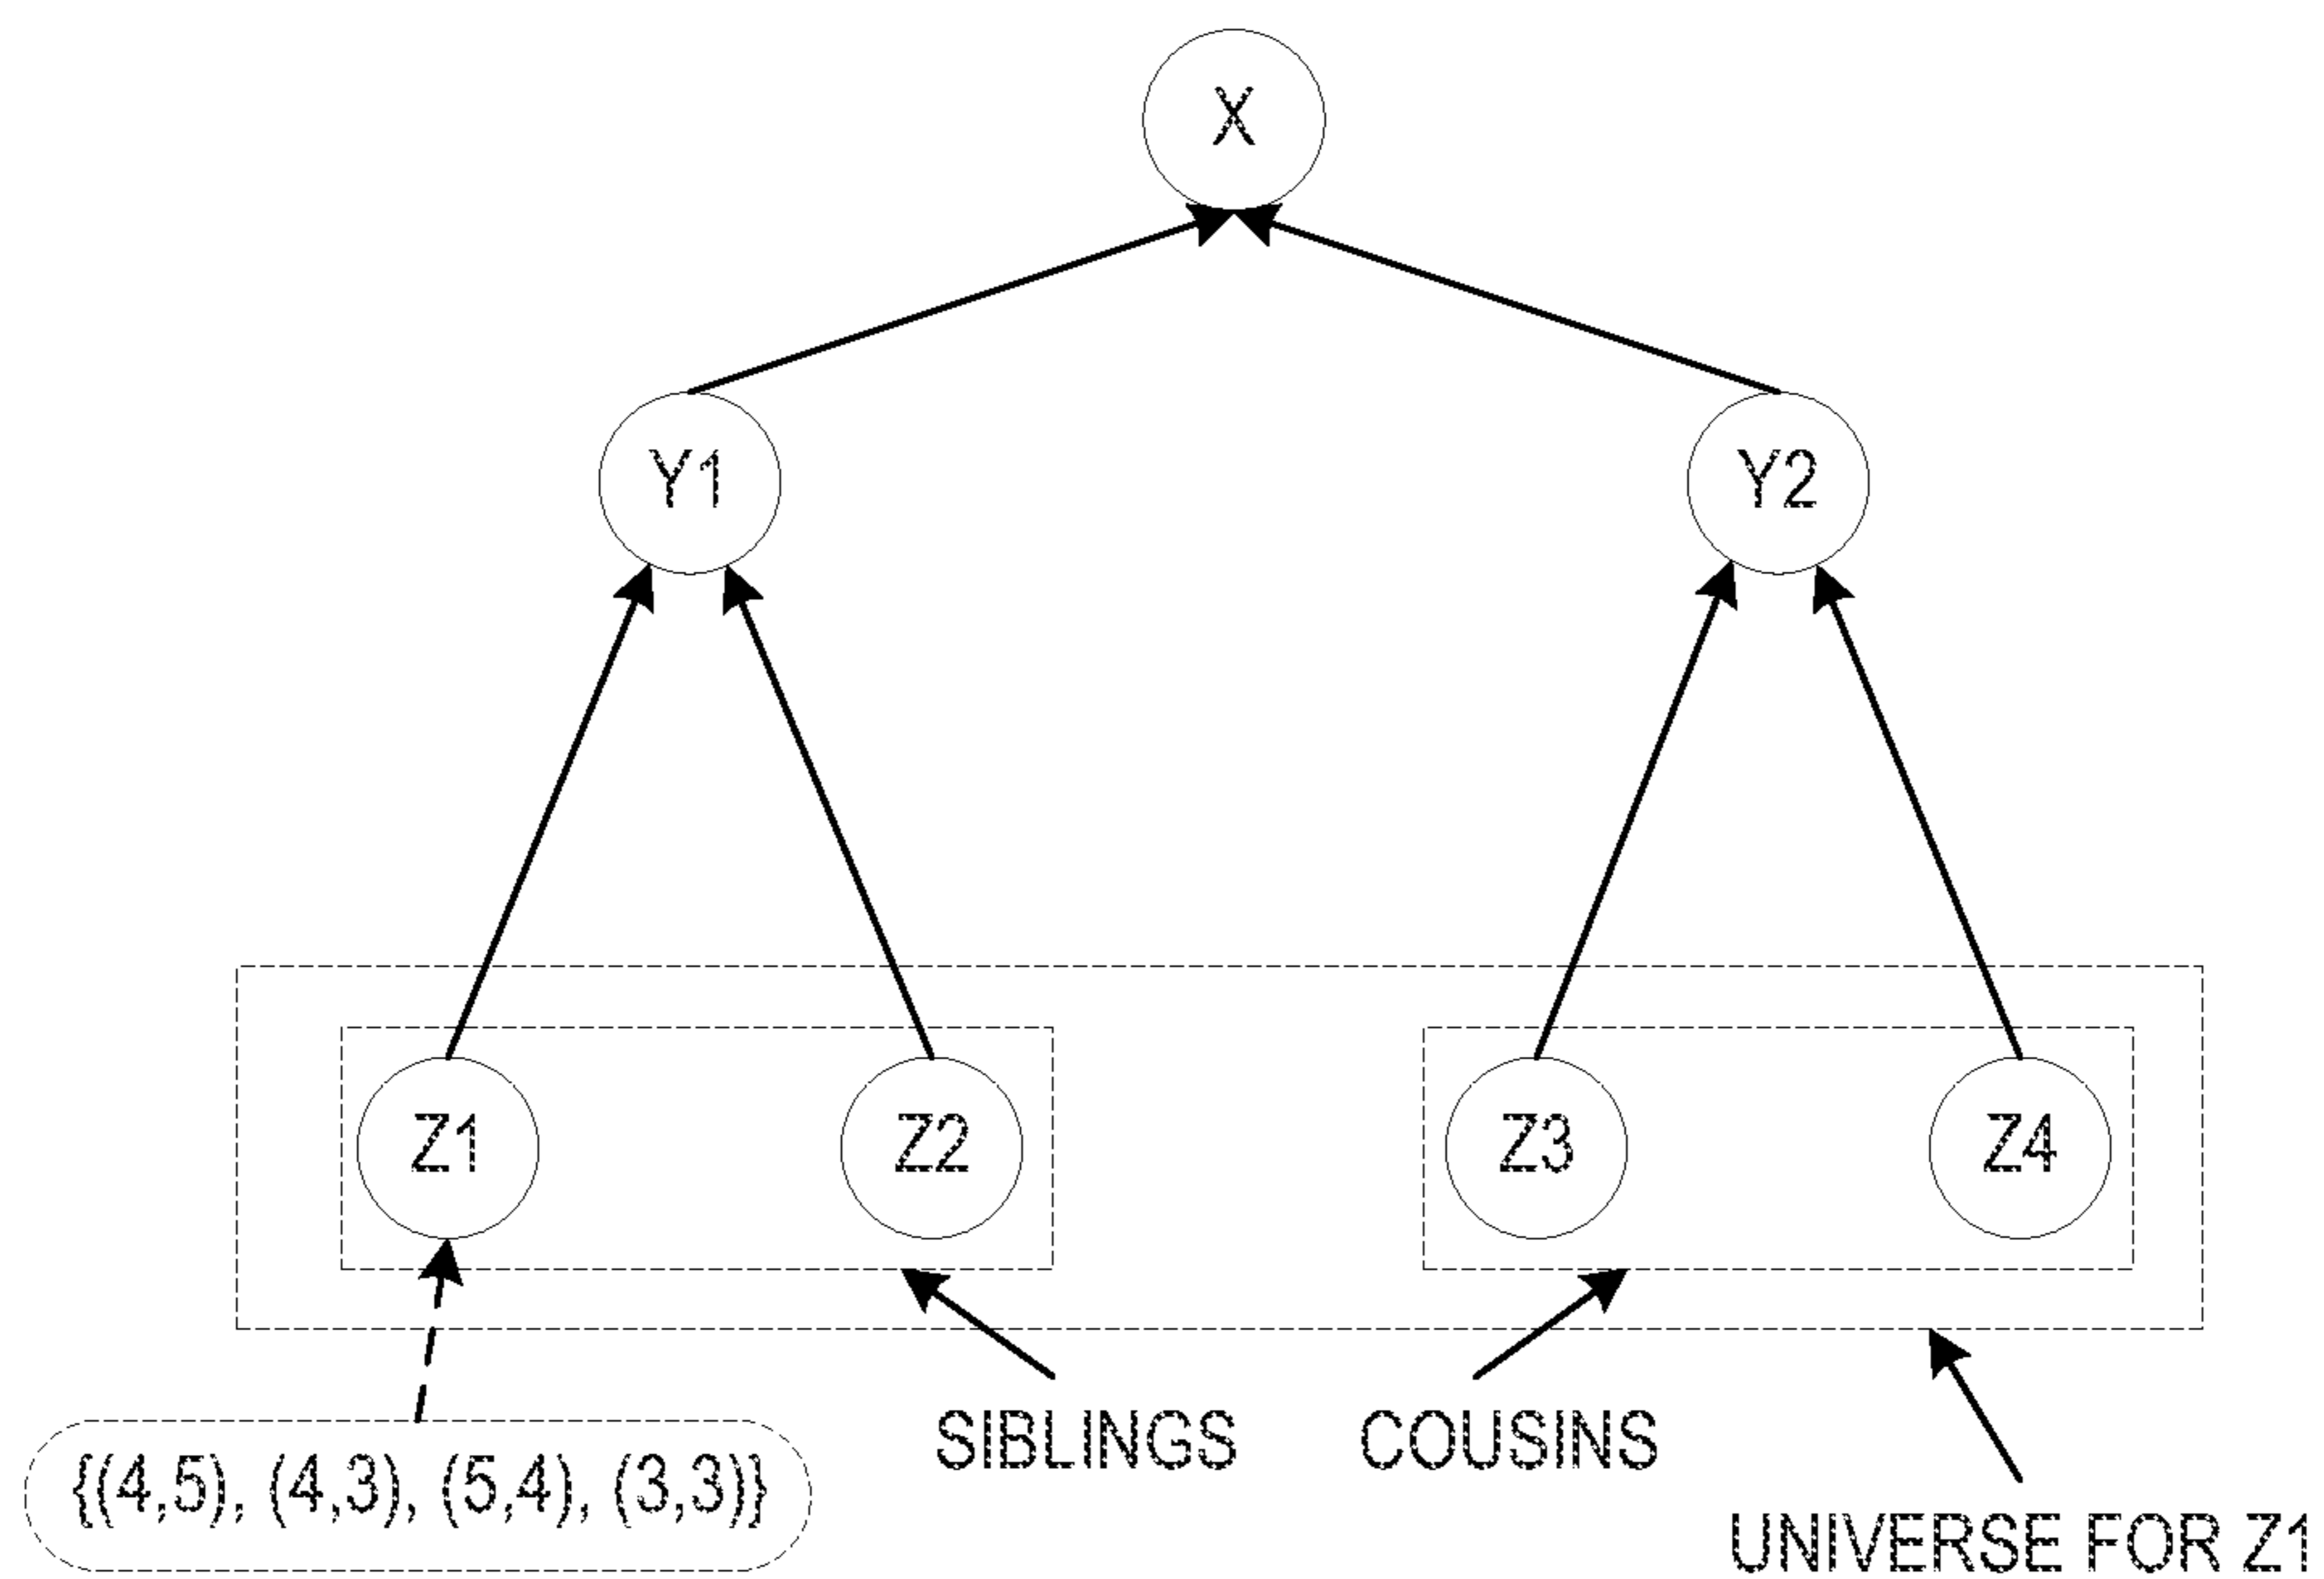 X
Y1
Y2
Z1
Z2
Z3
Z4
{(4,5), (4,3), (5,4), (3,3)}
SIBLINGS
COUSINS
UNIVERSE FOR Z1